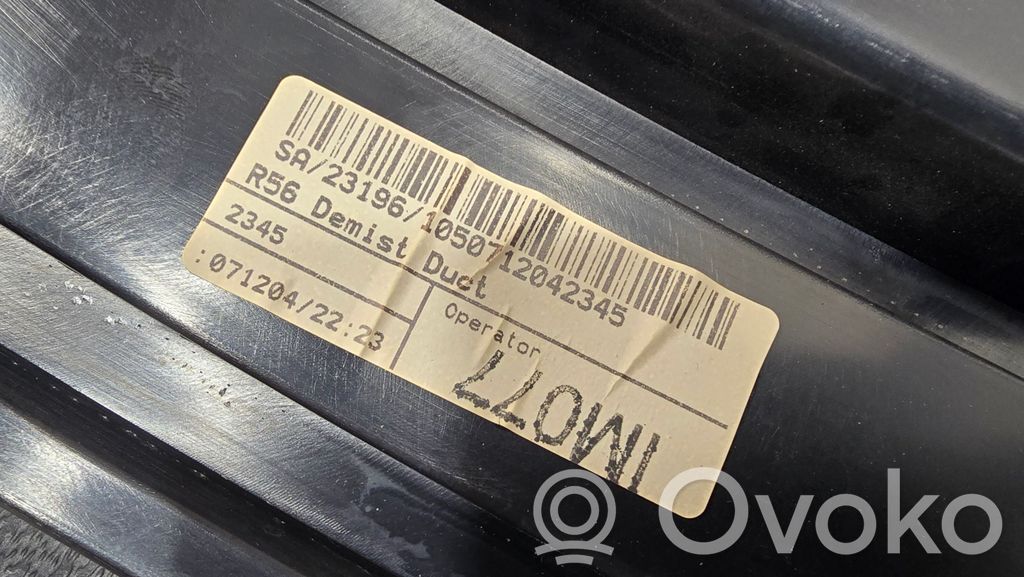 SA/23196/1050712042345
R56 Demist Duct
2345
:071204/22:23
Operator
IM077
Ovoko